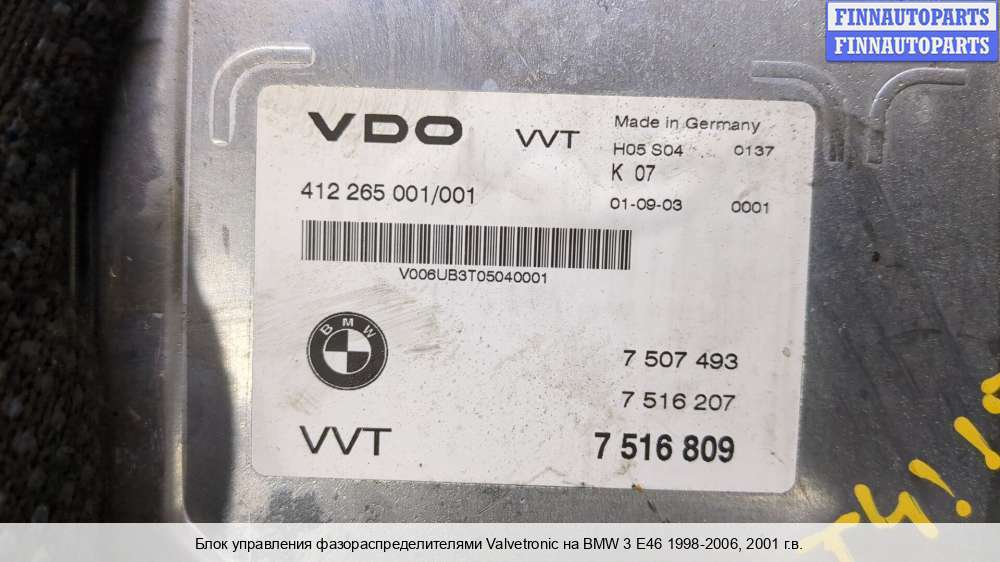 FINNAUTOPARTS
FINNAUTOPARTS
VDO VVT
Made in Germany
H05 S04 0137
K 07
412 265 001/001
01-09-03 0001
V006UB3T05040001
BMW
7 507 493
7 516 207
VVT 7 516 809
Блок управления фазораспределителями Valvetronic на BMW 3 E46 1998-2006, 2001 г.в.